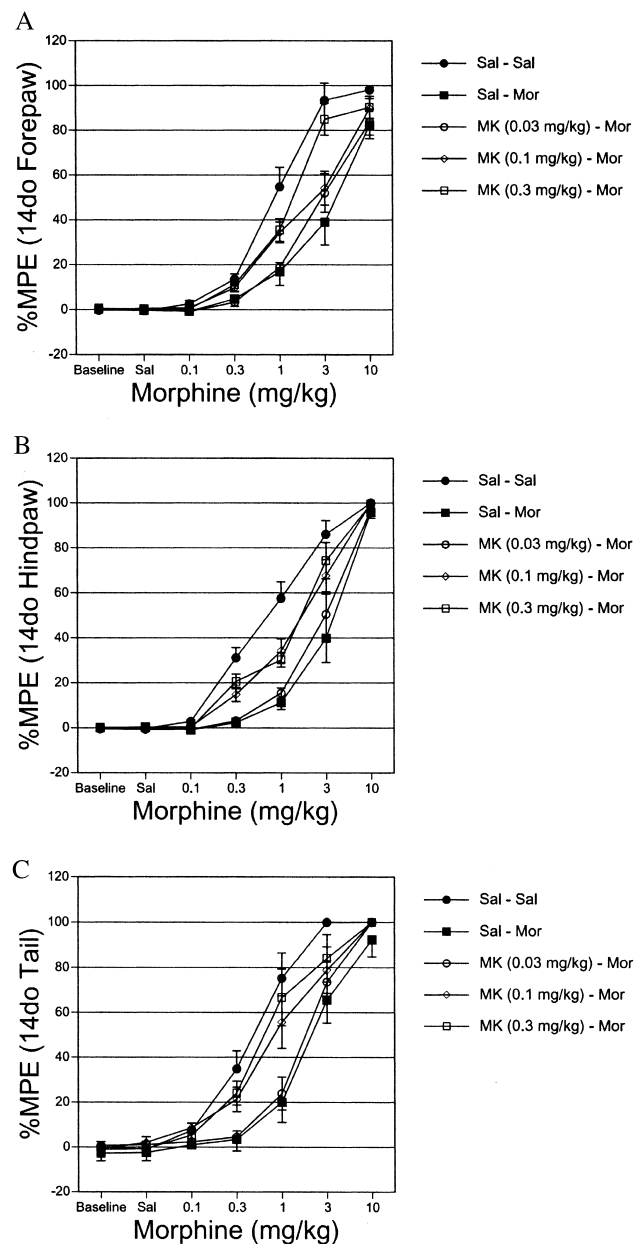 A
%MPE (14do Forepaw)
120
100
80
60
40
20
0
-20
Baseline Sal 0.1 0.3 1 3 10
Morphine (mg/kg)
Sal - Sal
Sal - Mor
MK (0.03 mg/kg) - Mor
MK (0.1 mg/kg) - Mor
MK (0.3 mg/kg) - Mor
B
%MPE (14do Hindpaw)
120
100
80
60
40
20
0
-20
Baseline Sal 0.1 0.3 1 3 10
Morphine (mg/kg)
Sal - Sal
Sal - Mor
MK (0.03 mg/kg) - Mor
MK (0.1 mg/kg) - Mor
MK (0.3 mg/kg) - Mor
C
%MPE (14do Tail)
120
100
80
60
40
20
0
-20
Baseline Sal 0.1 0.3 1 3 10
Morphine (mg/kg)
Sal - Sal
Sal - Mor
MK (0.03 mg/kg) - Mor
MK (0.1 mg/kg) - Mor
MK (0.3 mg/kg) - Mor